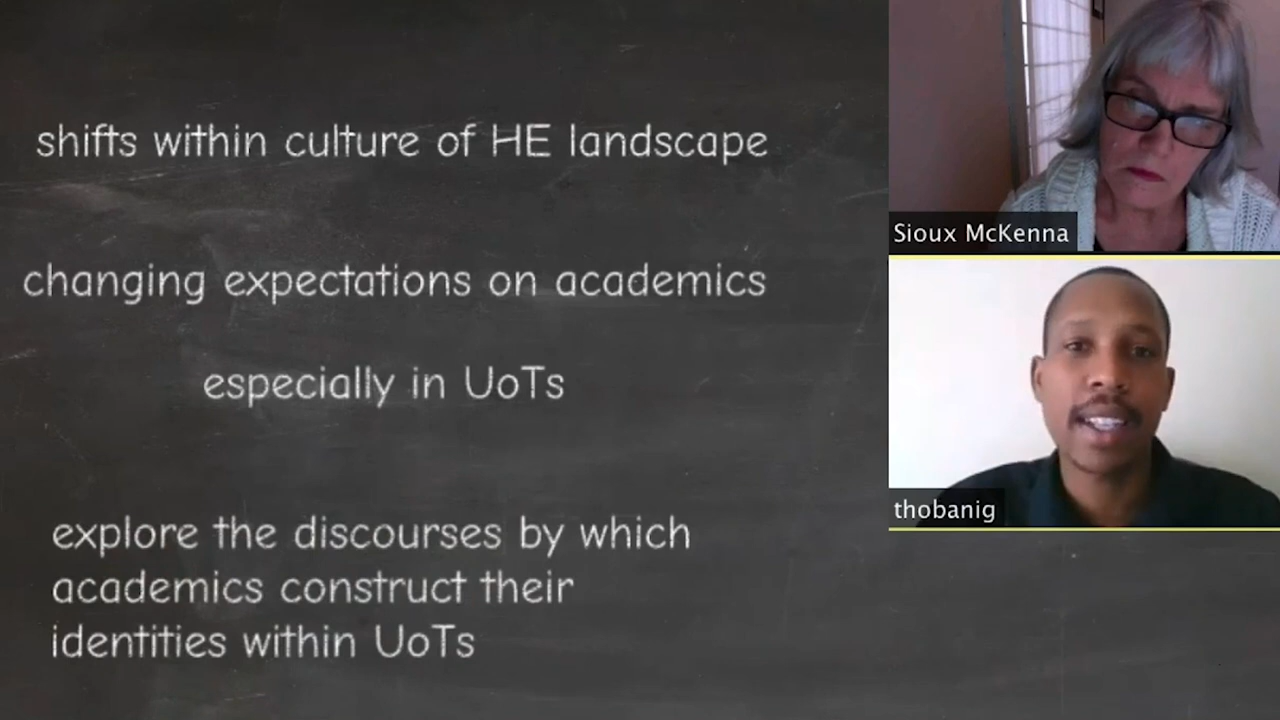 shifts within culture of HE landscape
changing expectations on academics
especially in UoTs
explore the discourses by which
academics construct their
identities within UoTs
Sioux McKenna
thobanig